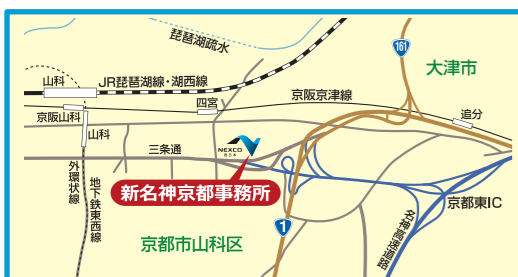 琵琶湖疏水
161
大津市
山科
JR琵琶湖線・湖西線
四宮
京阪京津線
追分
京阪山科
山科
三条通
NEXCO
西日本
外環状線
地下鉄東西線
新名神京都事務所
京都東IC
名神高速道路
1
京都市山科区